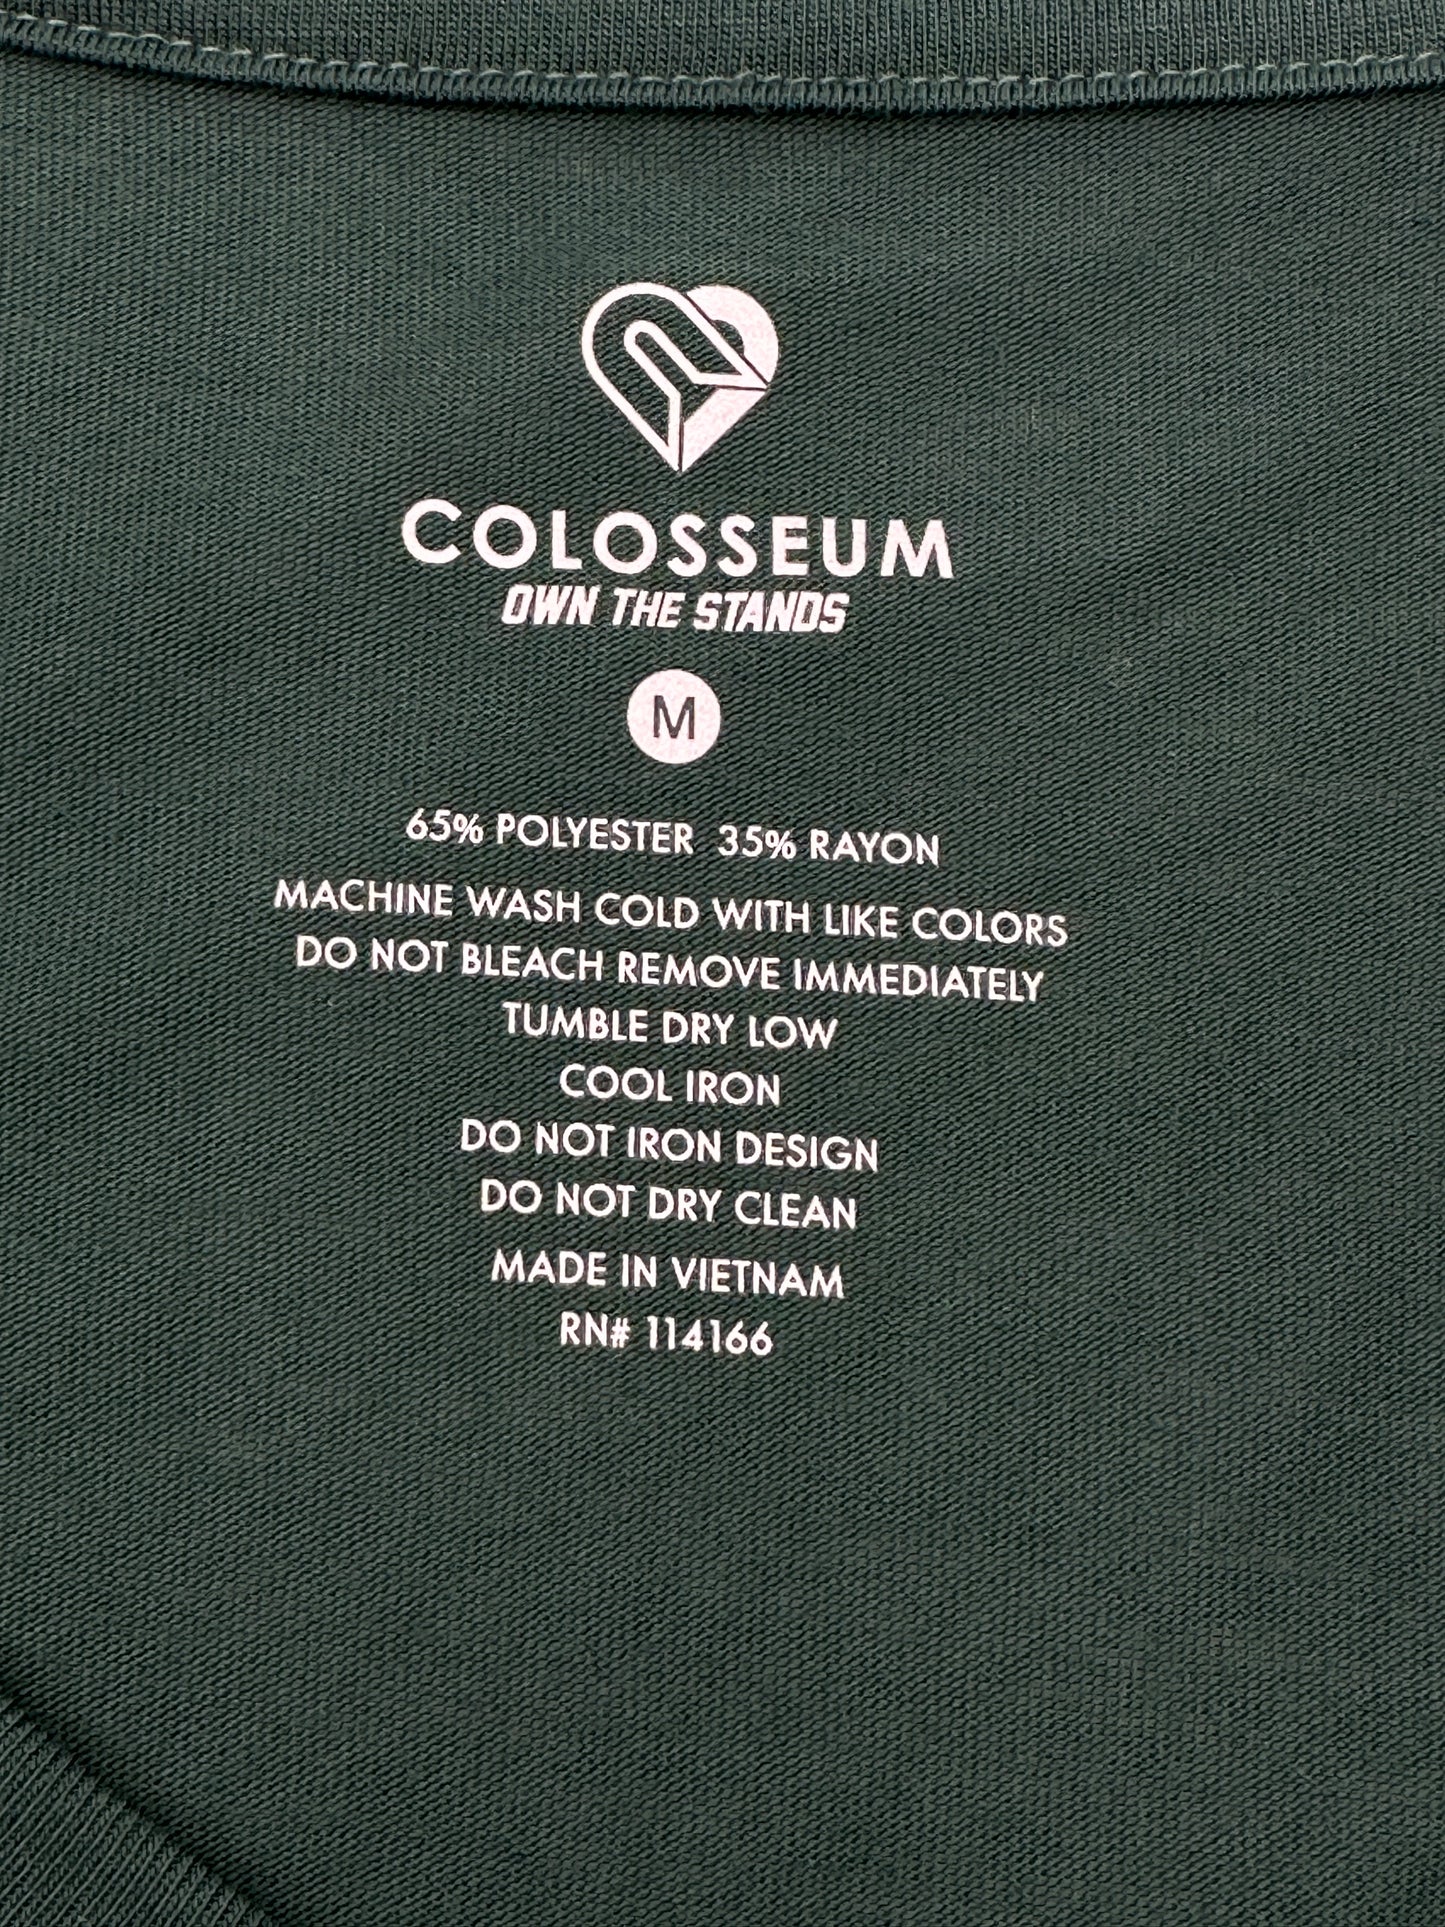 COLOSSEUM
OWN THE STANDS
M
65% POLYESTER 35% RAYON
MACHINE WASH COLD WITH LIKE COLORS
DO NOT BLEACH REMOVE IMMEDIATELY
TUMBLE DRY LOW
COOL IRON
DO NOT IRON DESIGN
DO NOT DRY CLEAN
MADE IN VIETNAM
RN# 114166